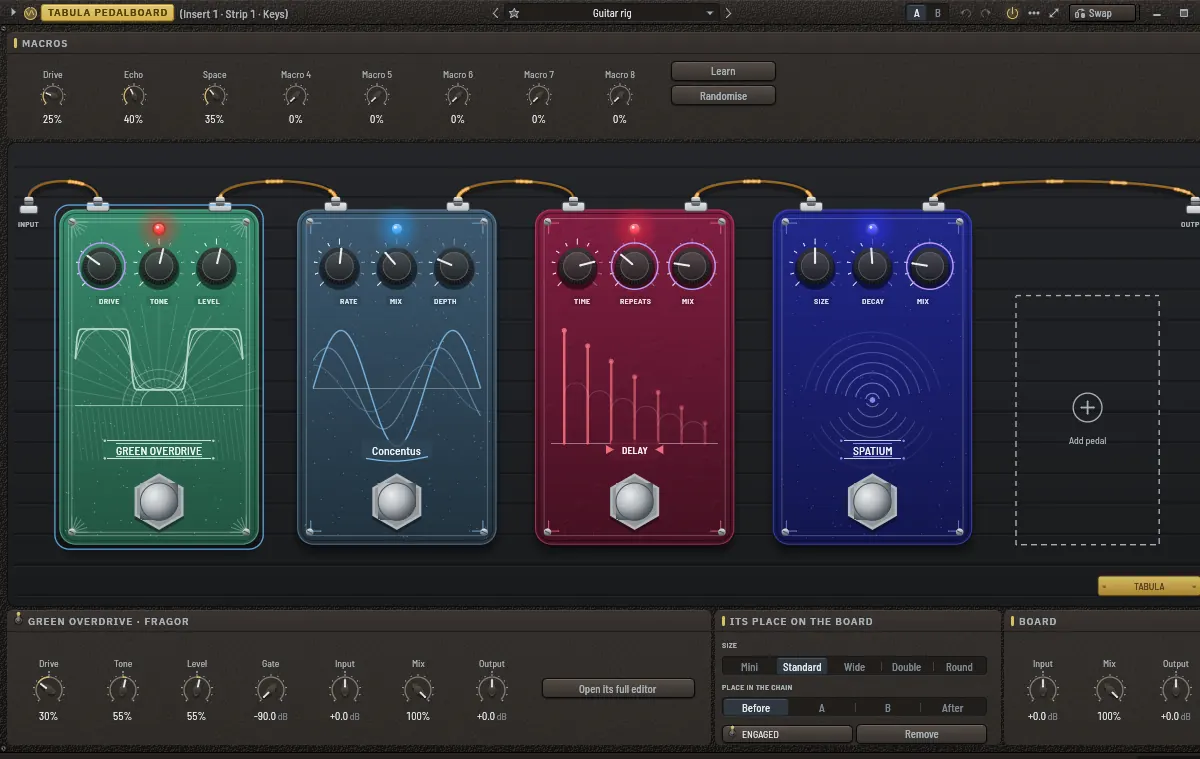 TABULA PEDALBOARD (Insert 1 · Strip 1 · Keys) Guitar rig A B Swap
MACROS
Drive Echo Space Macro 4 Macro 5 Macro 6 Macro 7 Macro 8 Learn
Randomise
25% 40% 35% 0% 0% 0% 0% 0%
INPUT OUTP
DRIVE TONE LEVEL RATE MIX DEPTH TIME REPEATS MIX SIZE DECAY MIX
Add pedal
GREEN OVERDRIVE Concentus DELAY SPATIUM
TABULA
GREEN OVERDRIVE · FRAGOR
Drive Tone Level Gate Input Mix Output
Open its full editor
30% 55% 55% -90.0 dB +0.0 dB 100% +0.0 dB
ITS PLACE ON THE BOARD
SIZE
Mini Standard Wide Double Round
PLACE IN THE CHAIN
Before A B After
ENGAGED Remove
BOARD
Input Mix Output
+0.0 dB 100% +0.0 dB